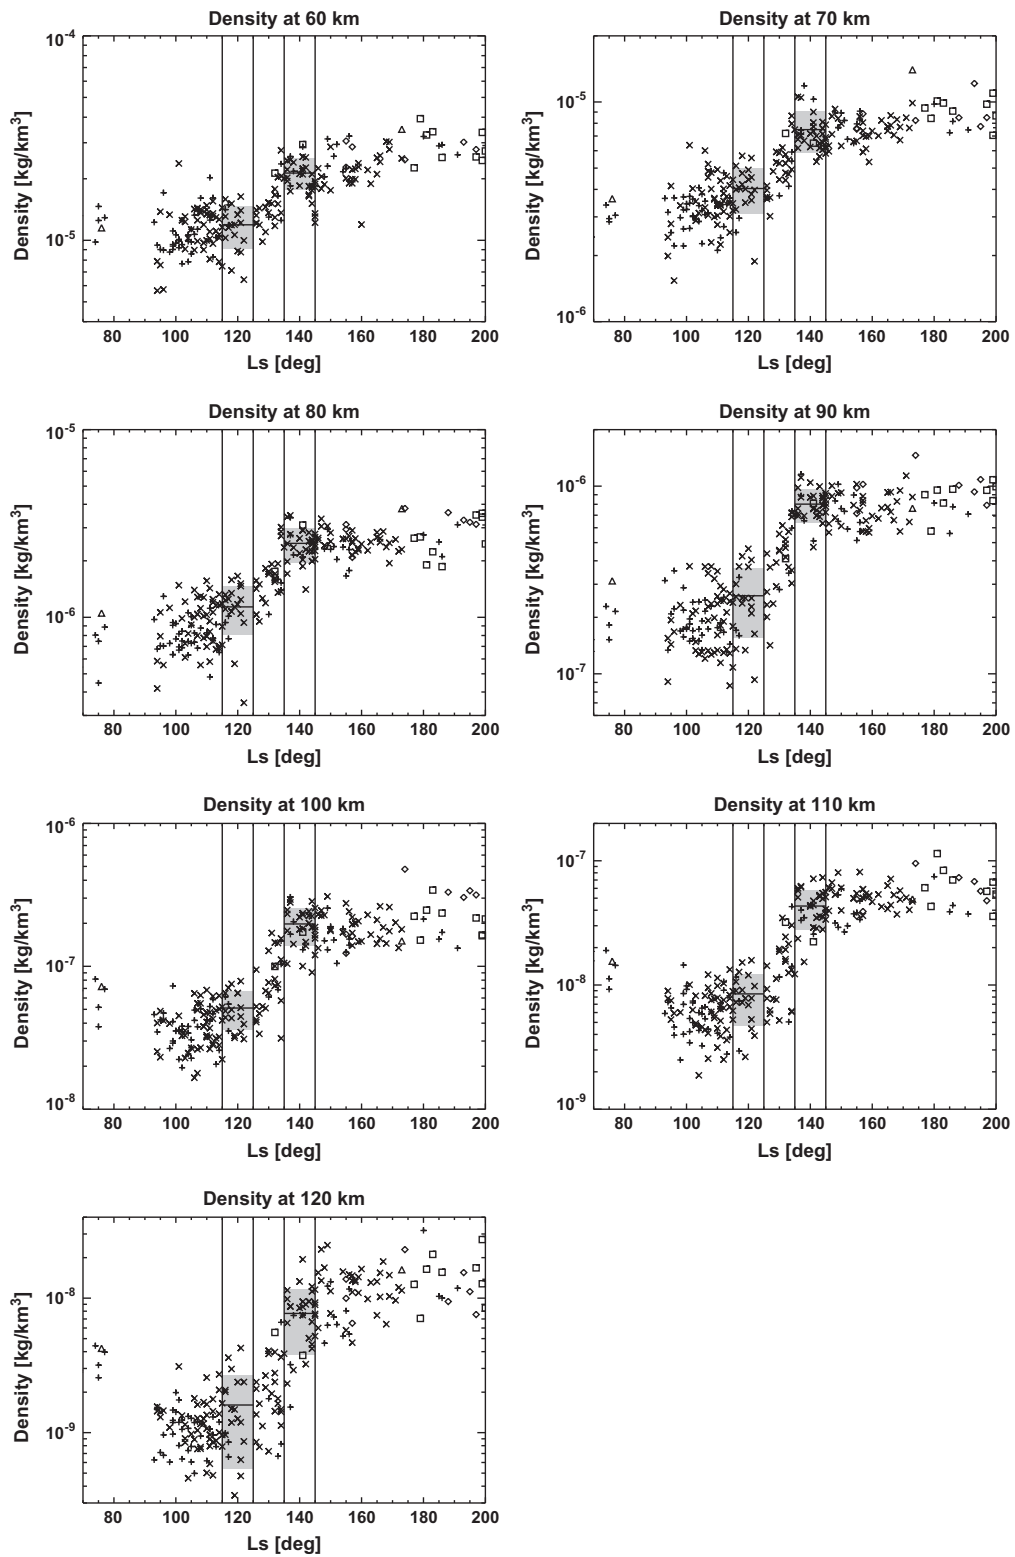 Density at 60 km
10-4
10-5
Density [kg/km3]
80 100 120 140 160 180 200
Ls [deg]
Density at 70 km
10-5
10-6
Density [kg/km3]
80 100 120 140 160 180 200
Ls [deg]
Density at 80 km
10-5
10-6
Density [kg/km3]
80 100 120 140 160 180 200
Ls [deg]
Density at 90 km
10-6
10-7
Density [kg/km3]
80 100 120 140 160 180 200
Ls [deg]
Density at 100 km
10-6
10-7
10-8
Density [kg/km3]
80 100 120 140 160 180 200
Ls [deg]
Density at 110 km
10-7
10-8
10-9
Density [kg/km3]
80 100 120 140 160 180 200
Ls [deg]
Density at 120 km
10-8
10-9
Density [kg/km3]
80 100 120 140 160 180 200
Ls [deg]